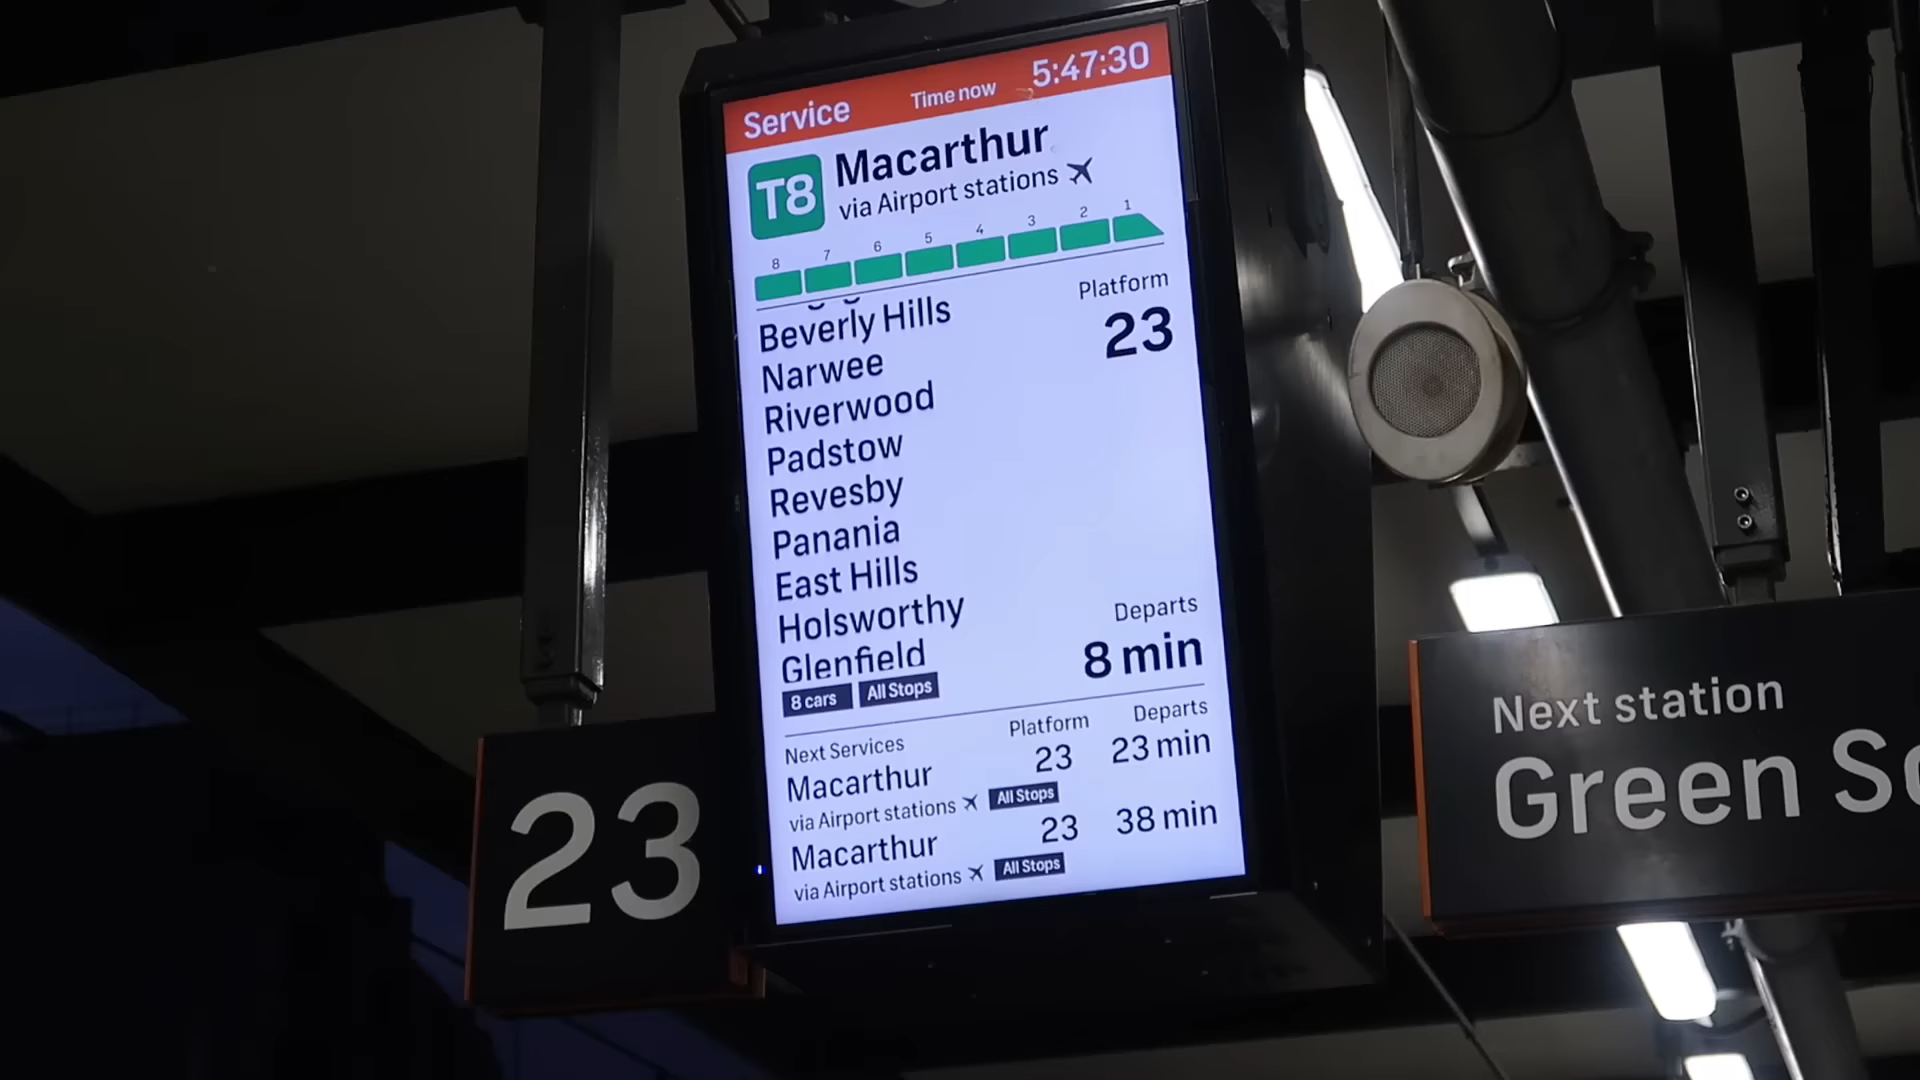 Service Time now 5:47:30
T8 Macarthur
via Airport stations
8 7 6 5 4 3 2 1
Platform
23
Beverly Hills
Narwee
Riverwood
Padstow
Revesby
Panania
East Hills
Holsworthy
Glenfield
8 cars All Stops
Departs
8 min
Next Services Platform Departs
Macarthur 23 23 min
via Airport stations All Stops
Macarthur 23 38 min
via Airport stations All Stops
23
Next station
Green